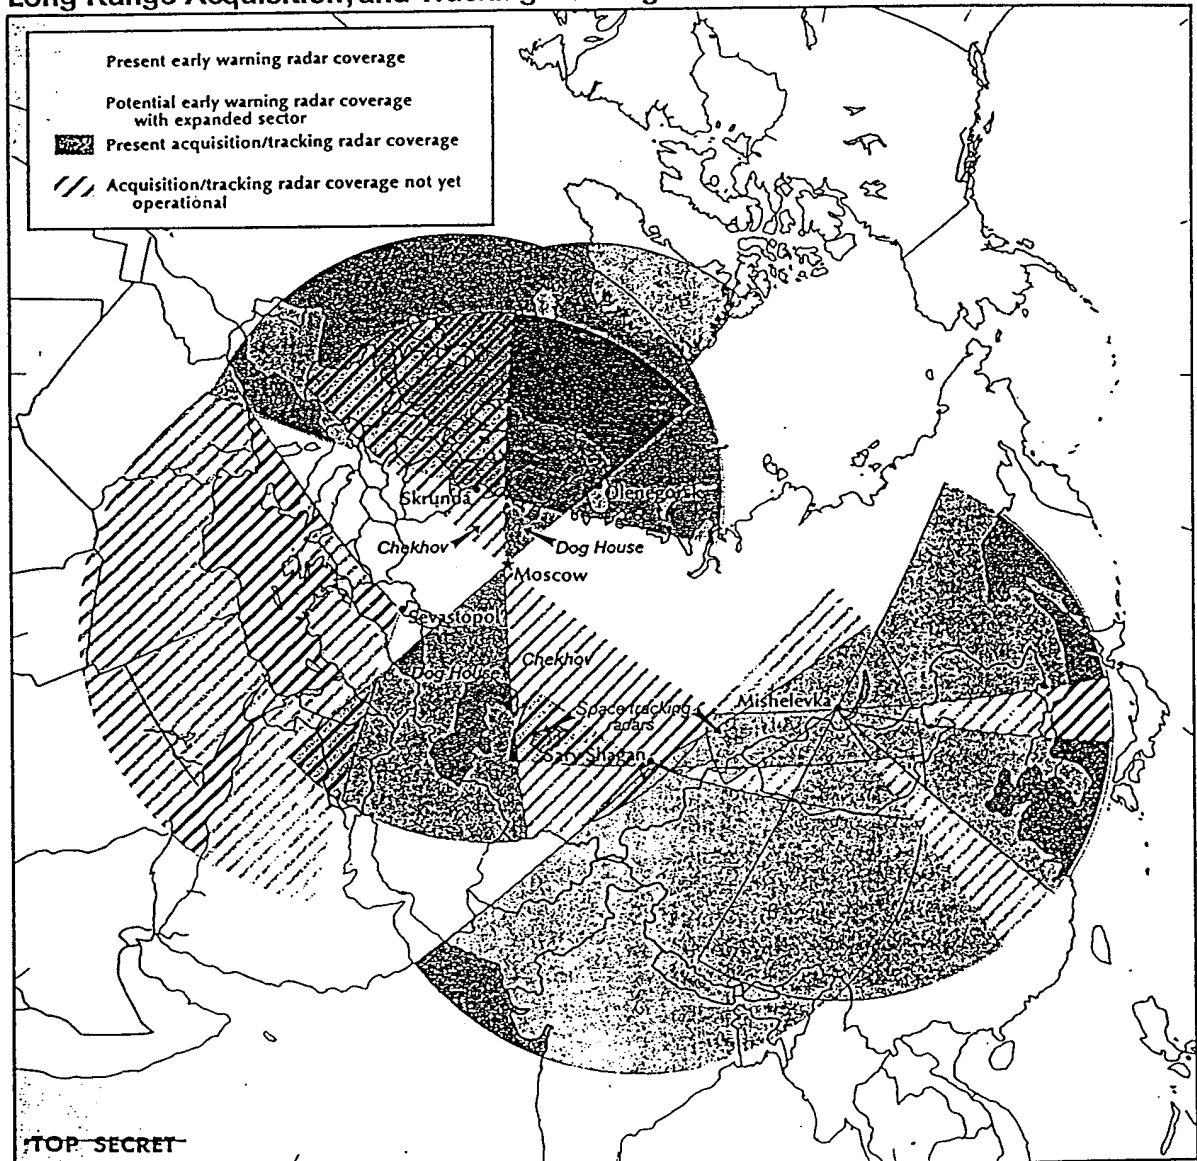 Long Range Acquisition, and Tracking
Present early warning radar coverage
Potential early warning radar coverage
with expanded sector
Present acquisition/tracking radar coverage
Acquisition/tracking radar coverage not yet
operational
Skrunda
Olenegorsk
Chekhov
Dog House
Moscow
Sevastopol
Chekhov
Dog House
Space tracking
radars
Mishelevka
Sary Shagan
TOP SECRET